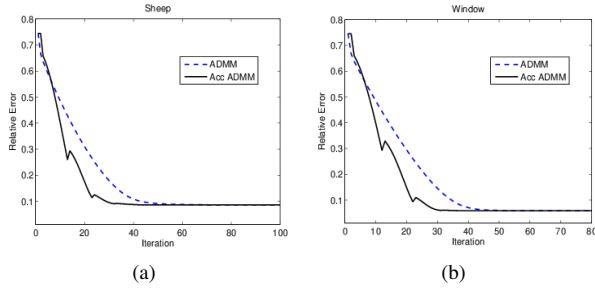 Sheep
0.8
0.7
0.6
0.5
0.4
0.3
0.2
0.1
Relative Error
ADMM
Acc ADMM
0 20 40 60 80 100
Iteration
(a)
Window
0.8
0.7
0.6
0.5
0.4
0.3
0.2
0.1
Relative Error
ADMM
Acc ADMM
0 10 20 30 40 50 60 70 80
Iteration
(b)